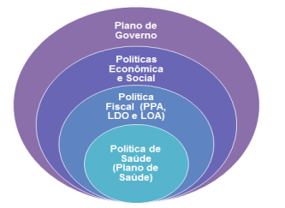 Plano de
Governo
Políticas
Econômica
e Social
Política
Fiscal (PPA,
LDO e LOA)
Política de
Saúde
(Plano de
Saúde)